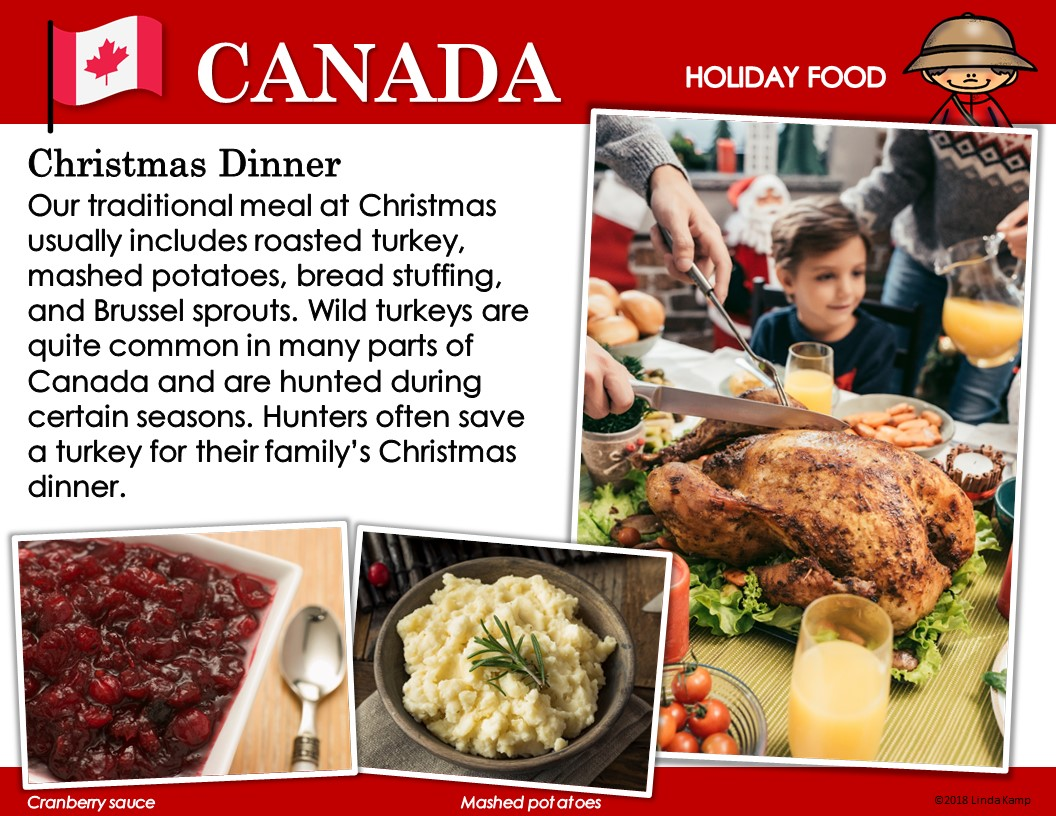 CANADA
HOLIDAY FOOD
Christmas Dinner
Our traditional meal at Christmas
usually includes roasted turkey,
mashed potatoes, bread stuffing,
and Brussel sprouts. Wild turkeys are
quite common in many parts of
Canada and are hunted during
certain seasons. Hunters often save
a turkey for their family’s Christmas
dinner.
Cranberry sauce
Mashed potatoes
©2018 Linda Kamp